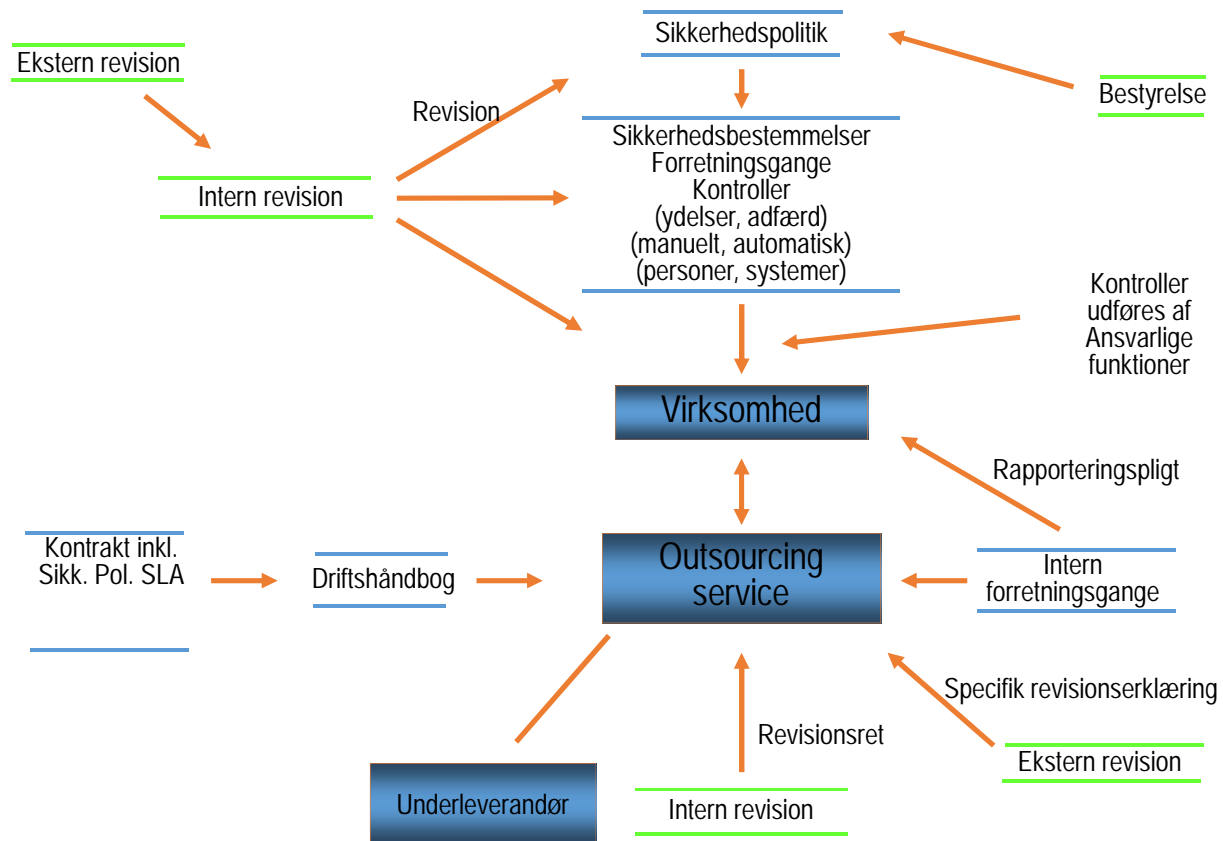 Sikkerhedspolitik
Ekstern revision
Bestyrelse
Revision
Sikkerhedsbestemmelser
Forretningsgange
Kontroller
(ydelser, adfærd)
(manuelt, automatisk)
(personer, systemer)
Intern revision
Kontroller
udføres af
Ansvarlige
funktioner
Virksomhed
Rapporteringspligt
Kontrakt inkl.
Sikk. Pol. SLA
Driftshåndbog
Outsourcing
service
Intern
forretningsgange
Specifik revisionserklæring
Revisionsret
Ekstern revision
Underleverandør
Intern revision